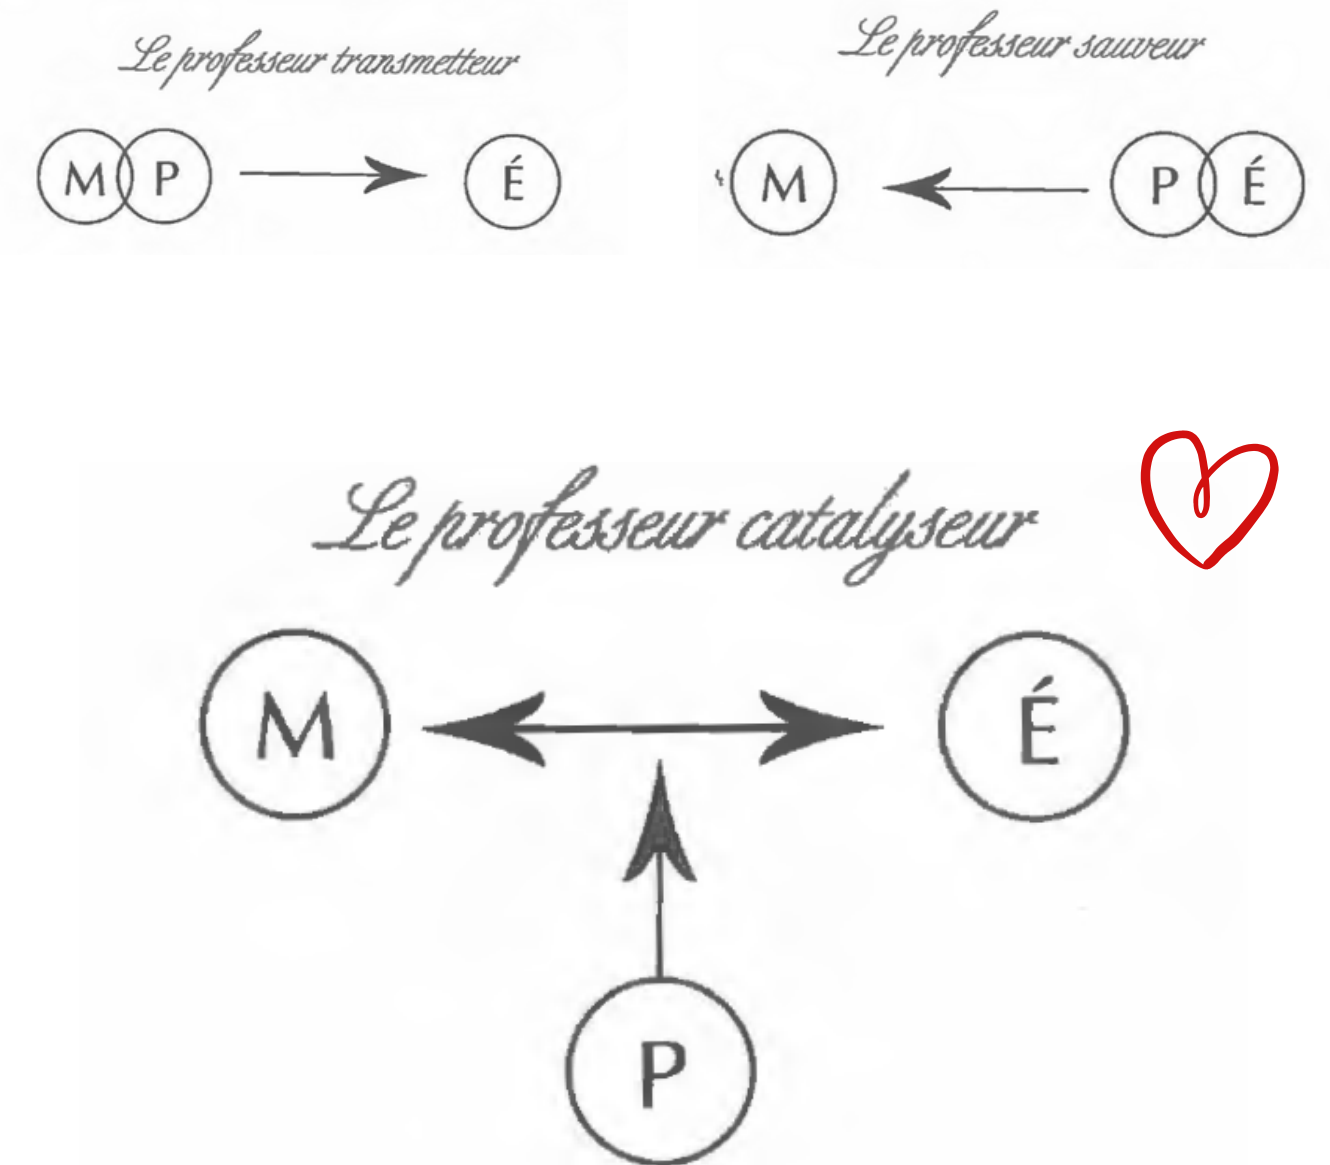 Le professeur transmetteur
M P É
Le professeur sauveur
M P É
Le professeur catalyseur
M É
P